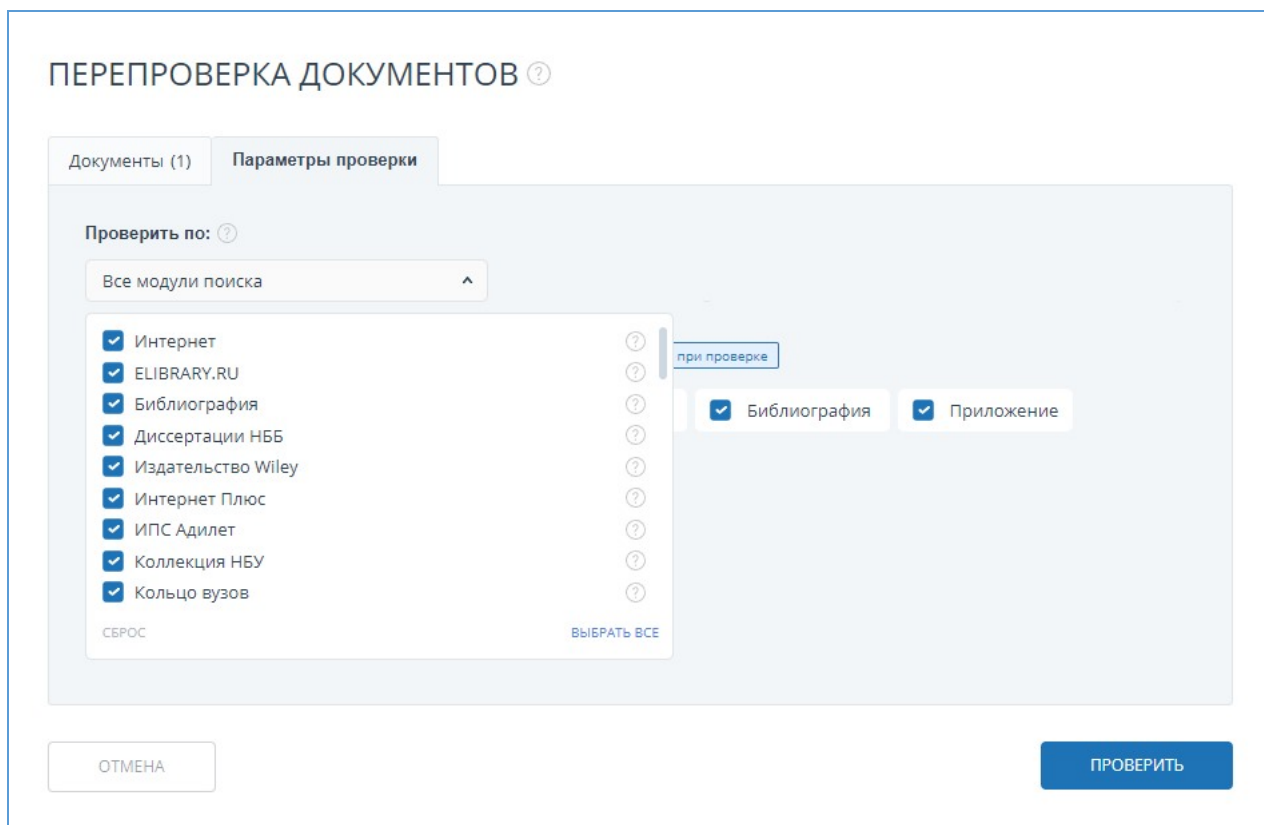 ПЕРЕПРОВЕРКА ДОКУМЕНТОВ ?
Документы (1) Параметры проверки
Проверить по: ?
Все модули поиска
Интернет ?
ELIBRARY.RU ?
при проверке
Библиография ?
Библиография Приложение
Диссертации НББ ?
Издательство Wiley ?
Интернет Плюс ?
ИПС Адилет ?
Коллекция НБУ ?
Кольцо вузов ?
СБРОС ВЫБРАТЬ ВСЕ
ОТМЕНА ПРОВЕРИТЬ